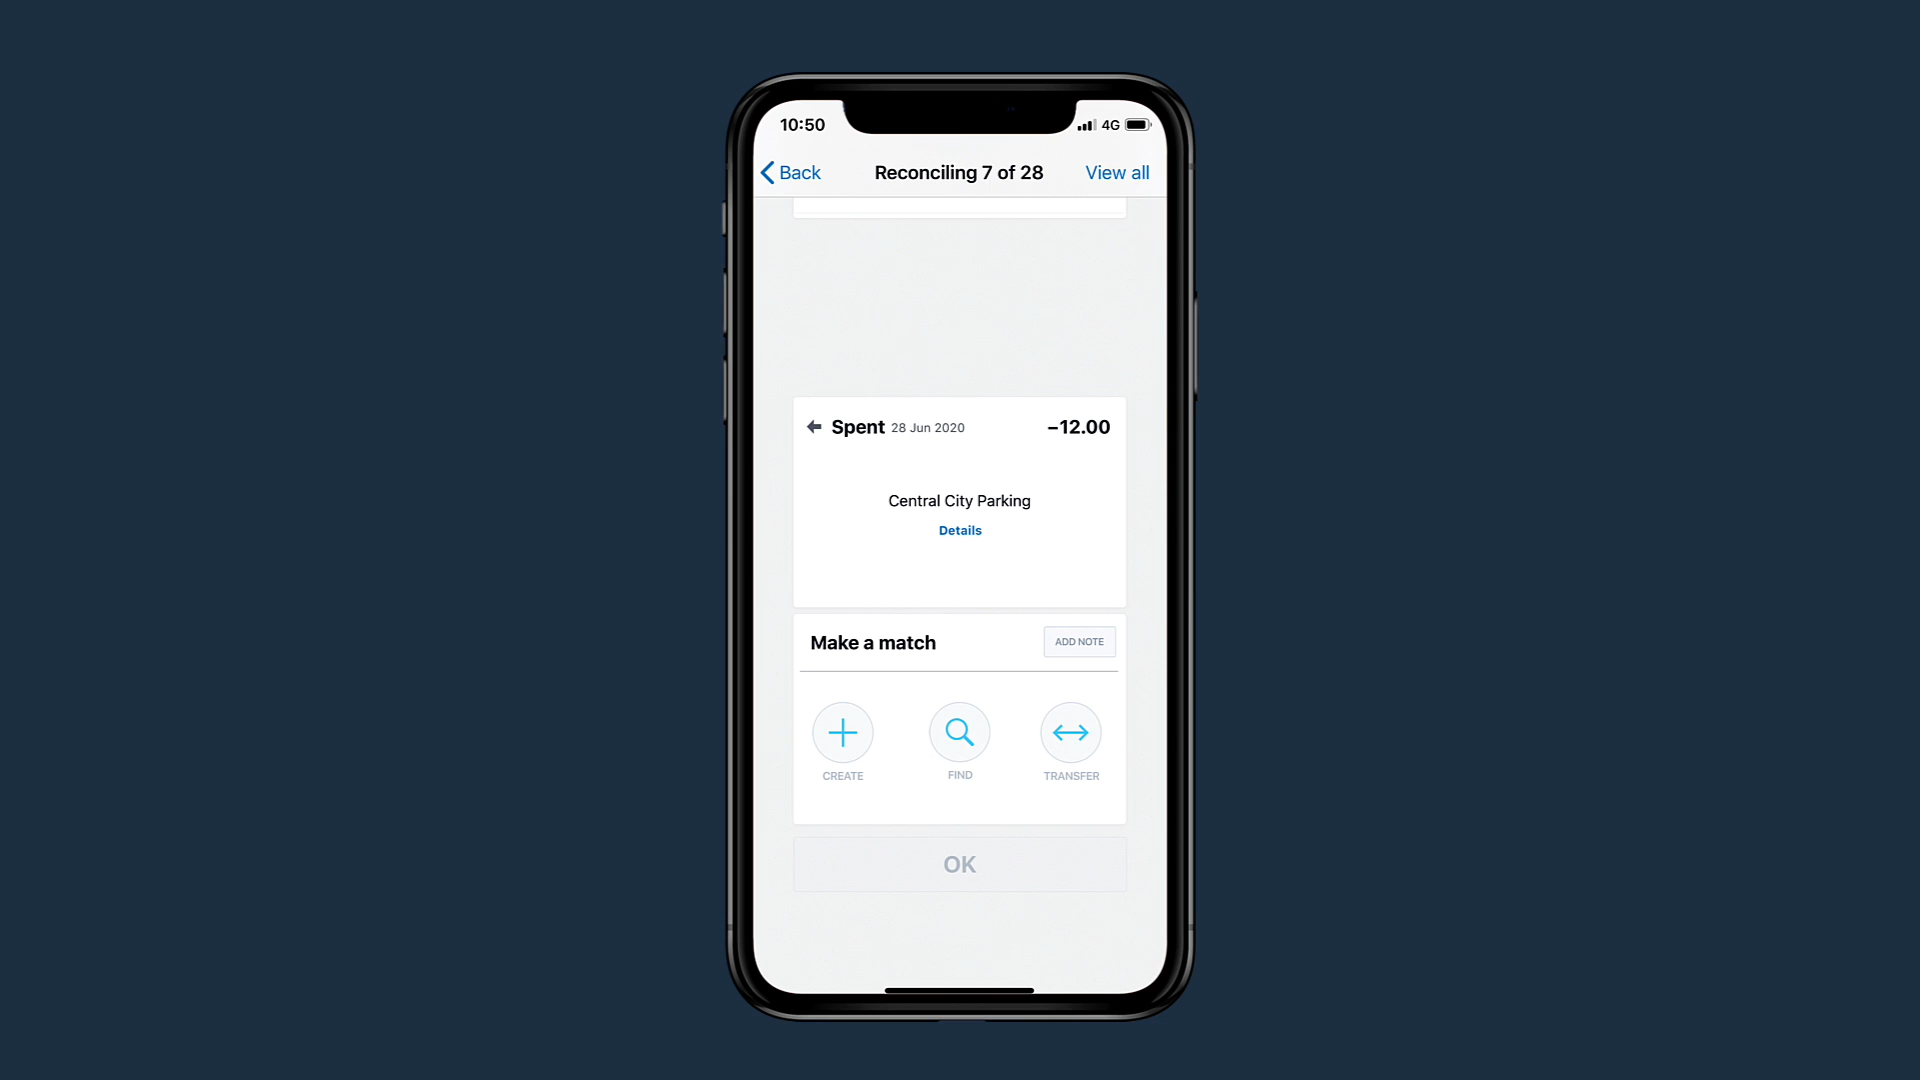 10:50 4G
Back Reconciling 7 of 28 View all
Spent 28 Jun 2020 −12.00
Central City Parking
Details
Make a match ADD NOTE
CREATE FIND TRANSFER
OK